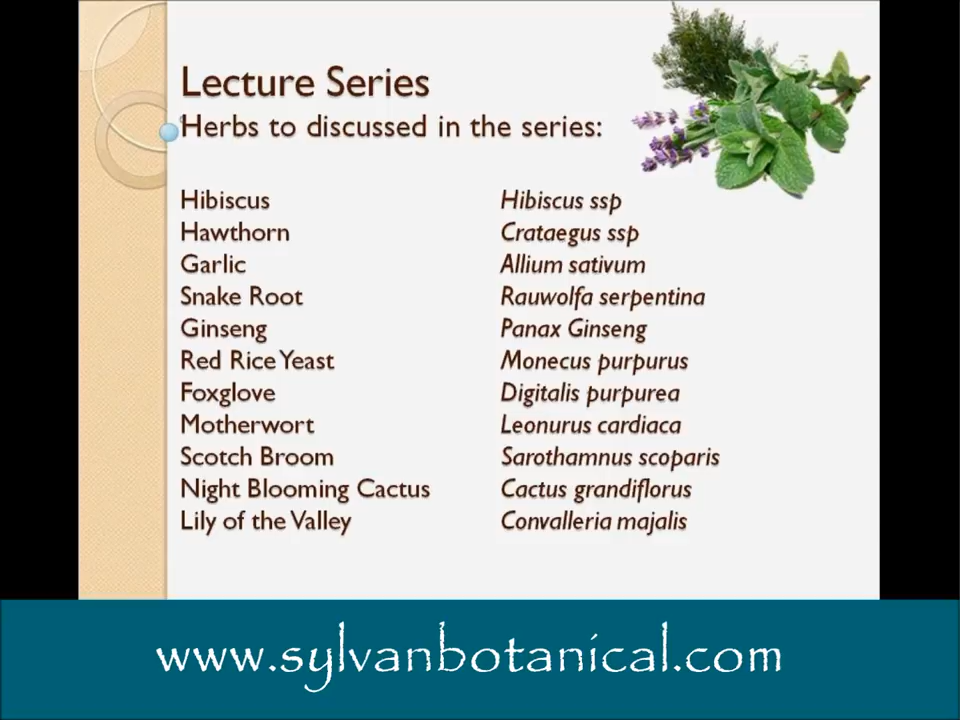 Lecture Series
Herbs to discussed in the series:
Hibiscus Hibiscus ssp
Hawthorn Crataegus ssp
Garlic Allium sativum
Snake Root Rauwolfa serpentina
Ginseng Panax Ginseng
Red Rice Yeast Monecus purpurus
Foxglove Digitalis purpurea
Motherwort Leonurus cardiaca
Scotch Broom Sarothamnus scoparis
Night Blooming Cactus Cactus grandiflorus
Lily of the Valley Convalleria majalis
www.sylvanbotanical.com